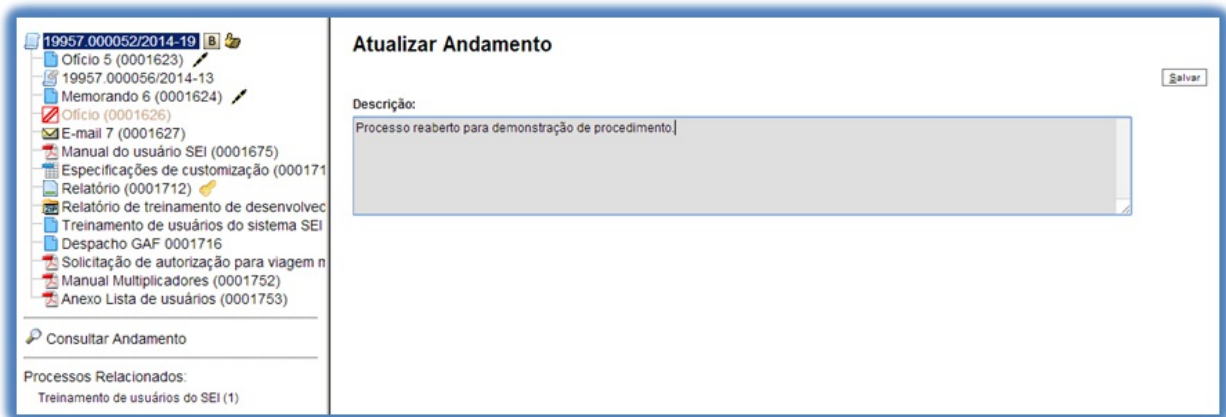 19957.000052/2014-19 B
Ofício 5 (0001623)
19957.000056/2014-13
Memorando 6 (0001624)
Ofício (0001626)
E-mail 7 (0001627)
Manual do usuário SEI (0001675)
Especificações de customização (000171
Relatório (0001712)
Relatório de treinamento de desenvolvec
Treinamento de usuários do sistema SEI
Despacho GAF 0001716
Solicitação de autorização para viagem n
Manual Multiplicadores (0001752)
Anexo Lista de usuários (0001753)
Consultar Andamento
Processos Relacionados:
Treinamento de usuários do SEI (1)
Atualizar Andamento
Salvar
Descrição:
Processo reaberto para demonstração de procedimento.